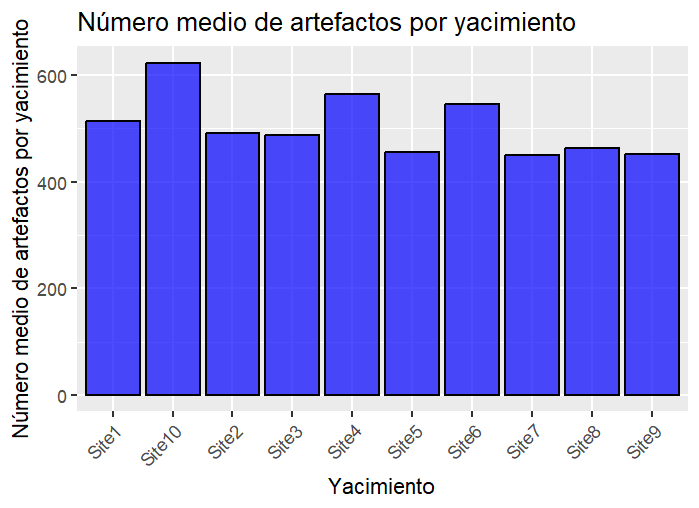 Número medio de artefactos por yacimiento
Número medio de artefactos por yacimiento
600
400
200
0
Site1
Site10
Site2
Site3
Site4
Site5
Site6
Site7
Site8
Site9
Yacimiento